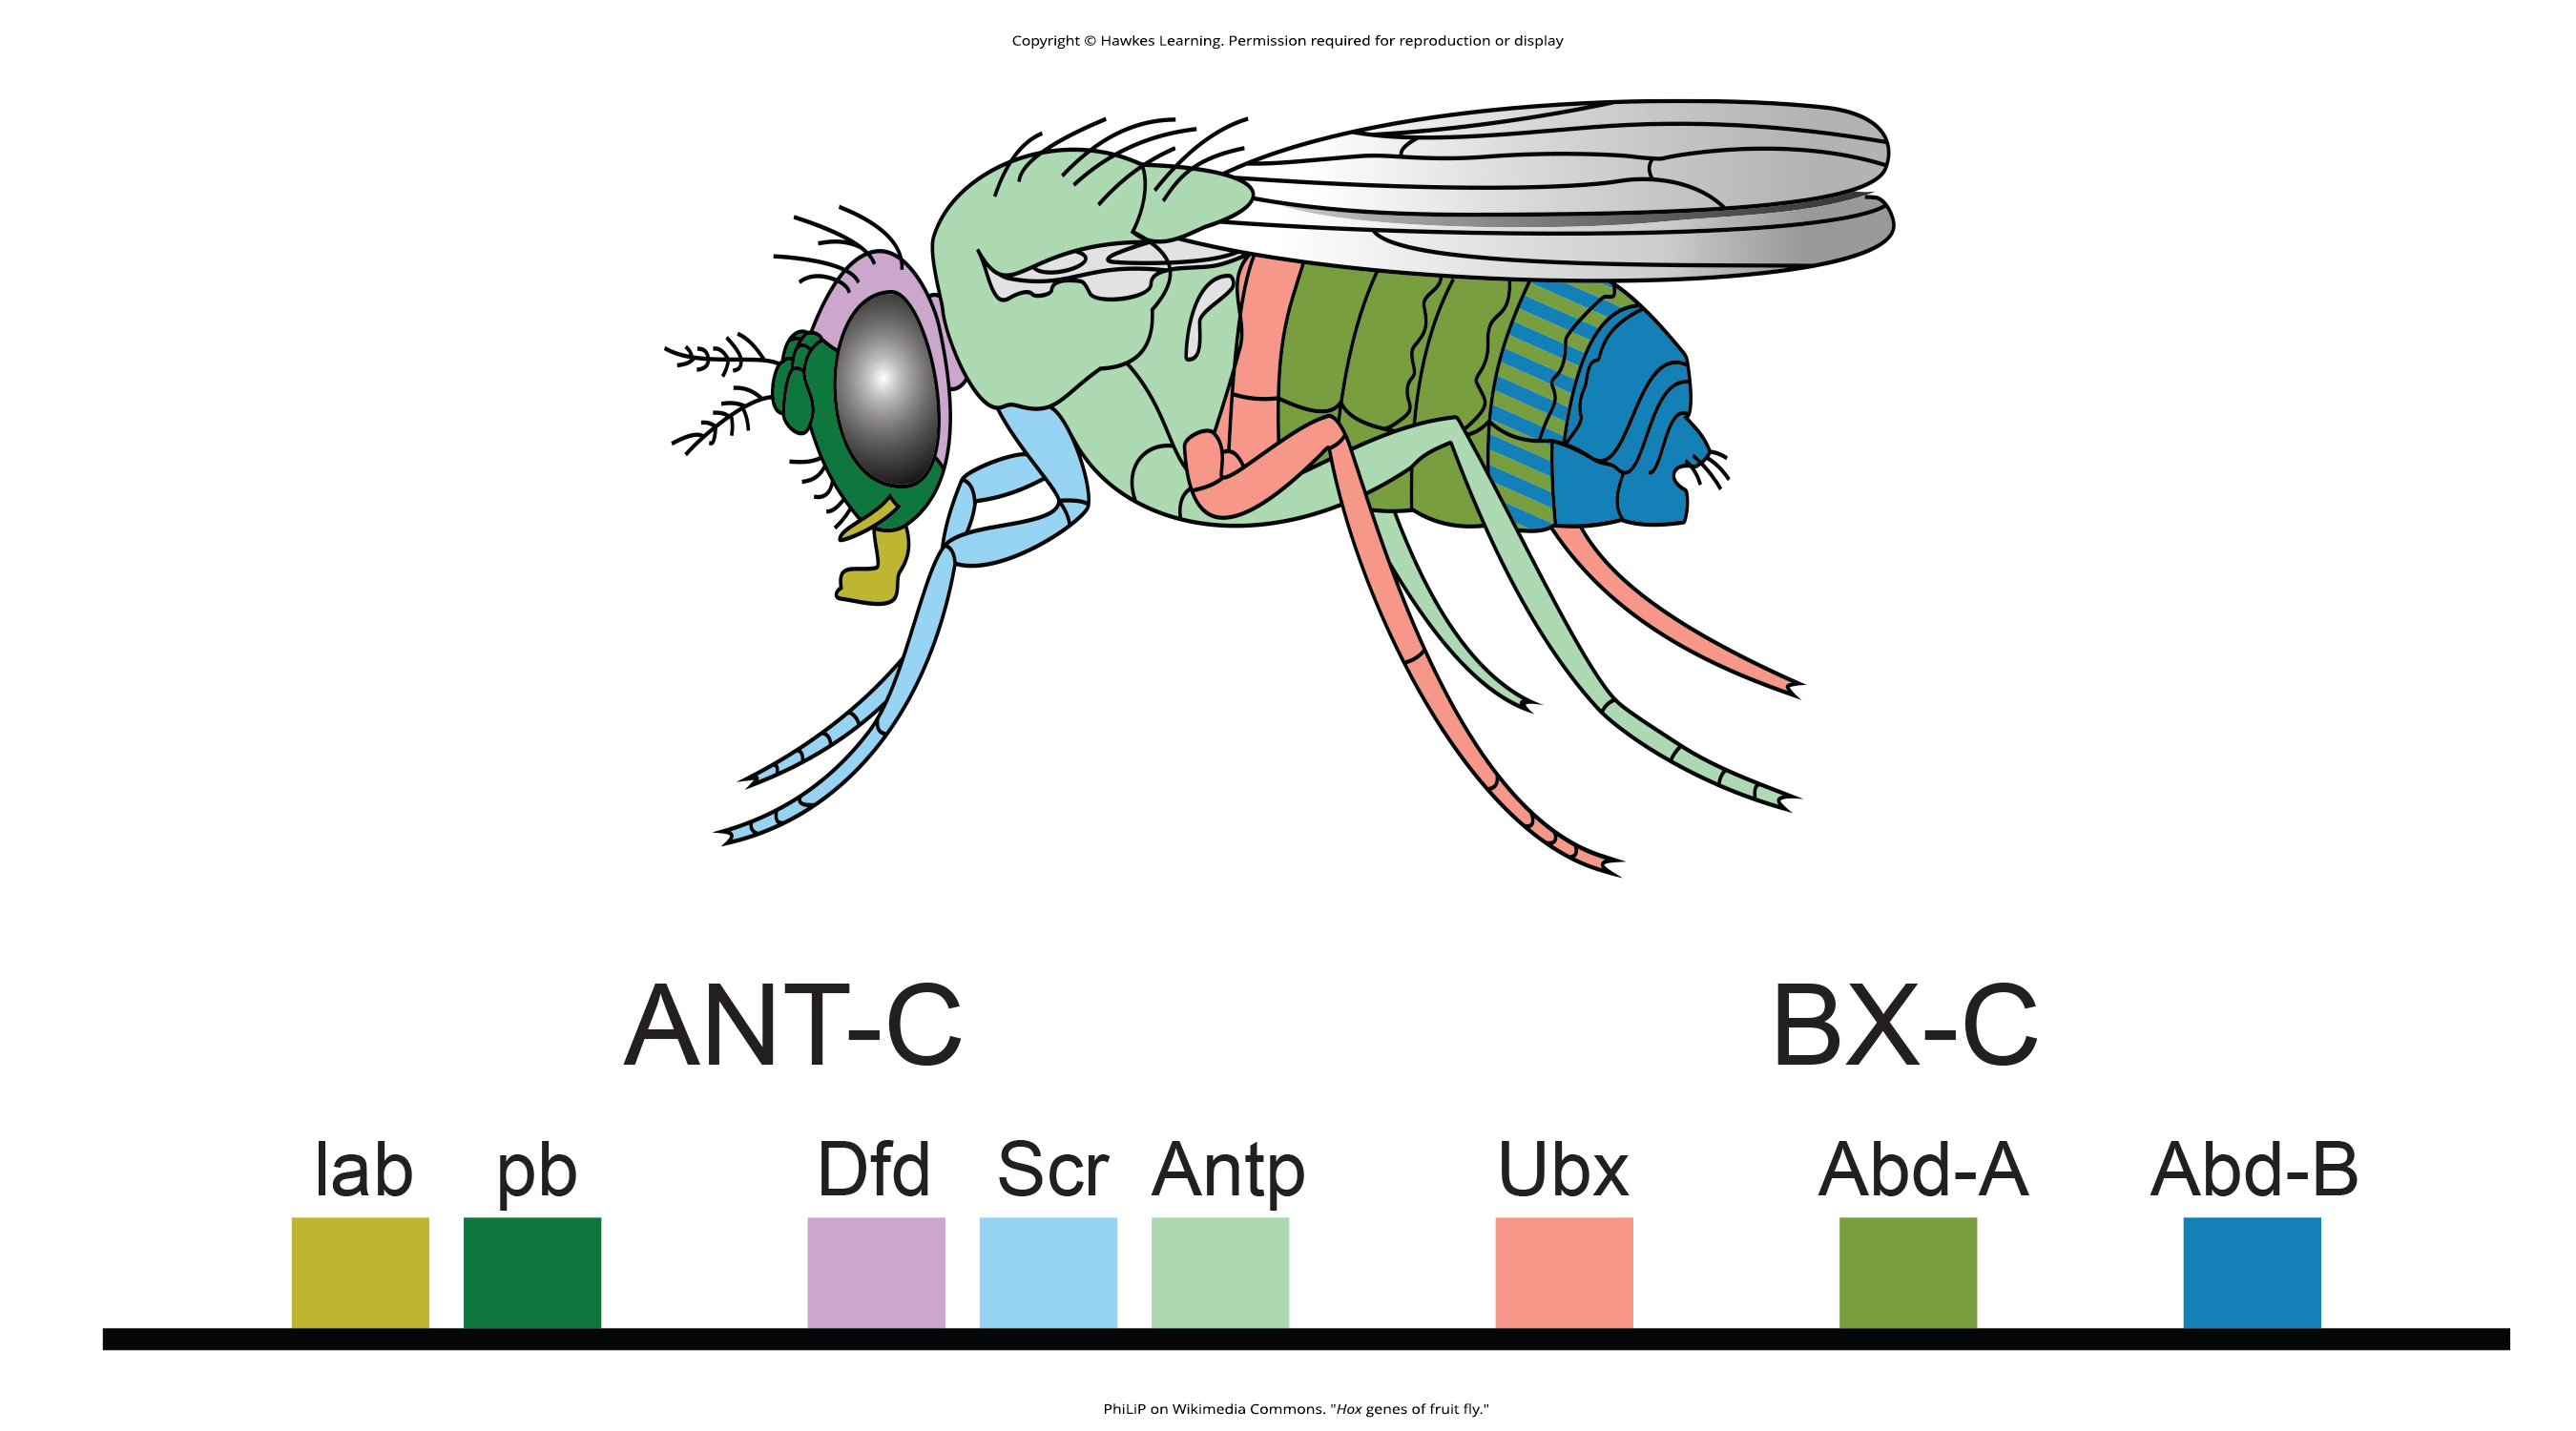 Copyright © Hawkes Learning. Permission required for reproduction or display
ANT-C BX-C
lab pb Dfd Scr Antp Ubx Abd-A Abd-B
PhiLiP on Wikimedia Commons. "Hox genes of fruit fly."